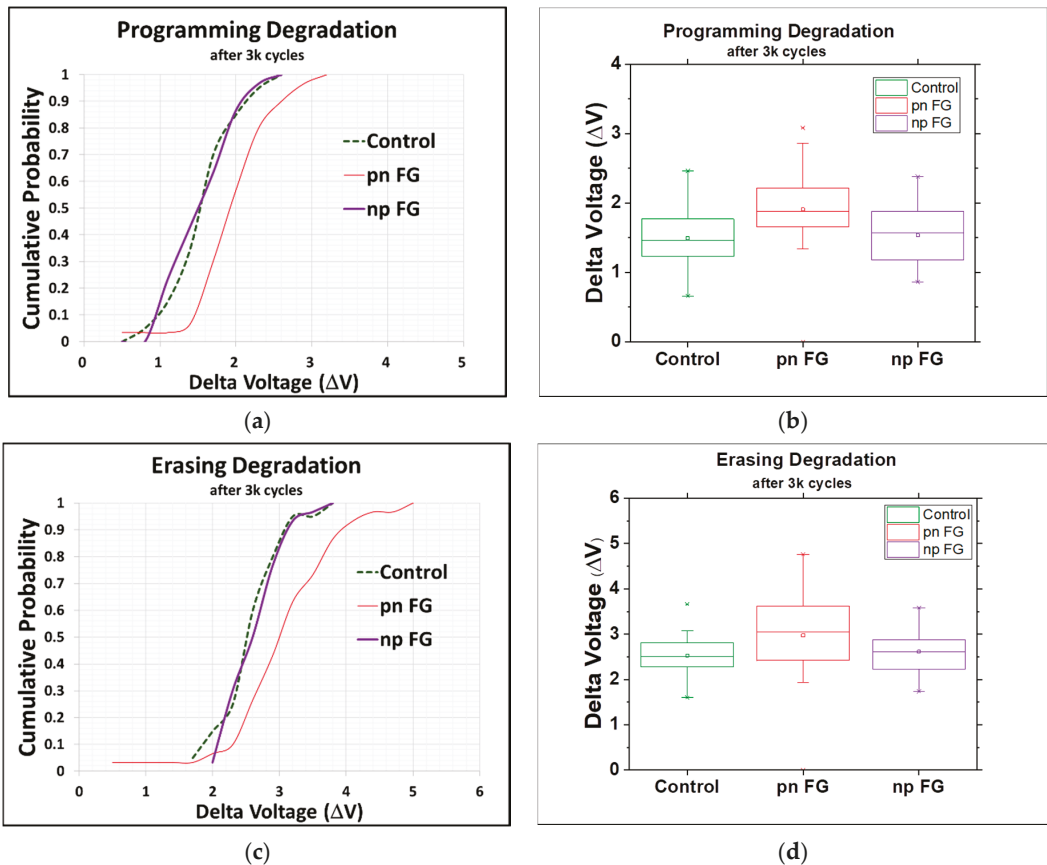 Programming Degradation
after 3k cycles
Cumulative Probability
1
0.9
0.8
0.7
0.6
0.5
0.4
0.3
0.2
0.1
0
Control
pn FG
np FG
0 1 2 3 4 5
Delta Voltage (ΔV)
(a)
Programming Degradation
after 3k cycles
Delta Voltage (ΔV)
4
3
2
1
0
Control
pn FG
np FG
Control pn FG np FG
(b)
Erasing Degradation
after 3k cycles
Cumulative Probability
1
0.9
0.8
0.7
0.6
0.5
0.4
0.3
0.2
0.1
0
Control
pn FG
np FG
0 1 2 3 4 5 6
Delta Voltage (ΔV)
(c)
Erasing Degradation
after 3k cycles
Delta Voltage (ΔV)
6
5
4
3
2
1
0
Control
pn FG
np FG
Control pn FG np FG
(d)